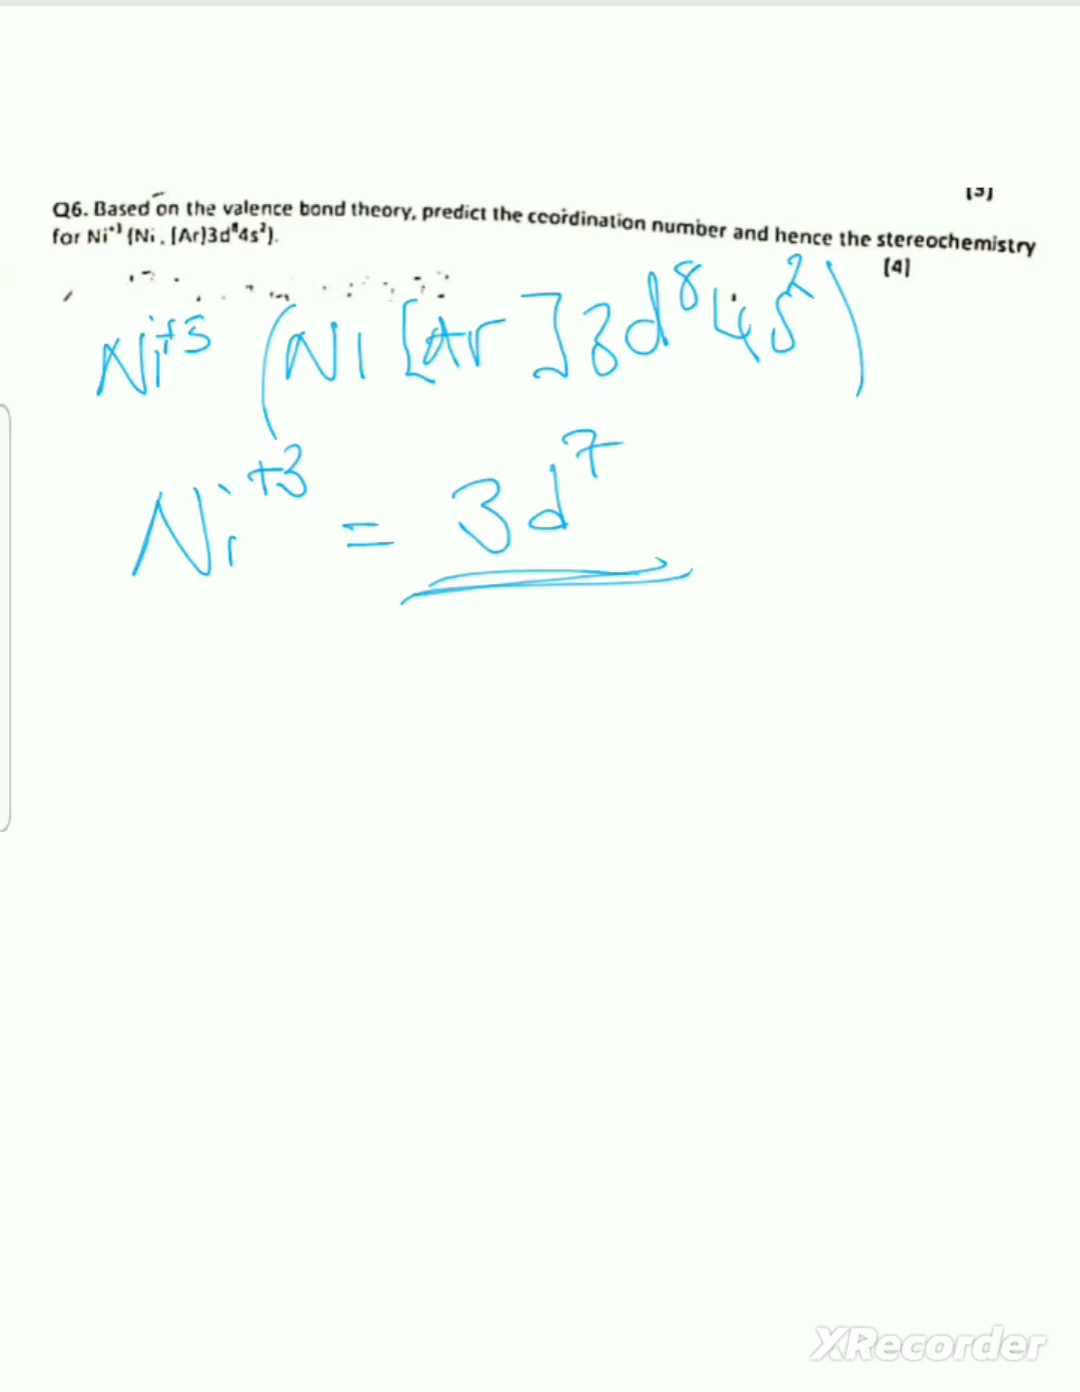 [3]
Q6. Based on the valence bond theory, predict the coordination number and hence the stereochemistry
for Ni⁺³ (Ni, [Ar]3d⁸4s²).
[4]
Ni⁺³ (Ni [Ar]3d⁸4s²)
Ni⁺³ = 3d⁷
XRecorder